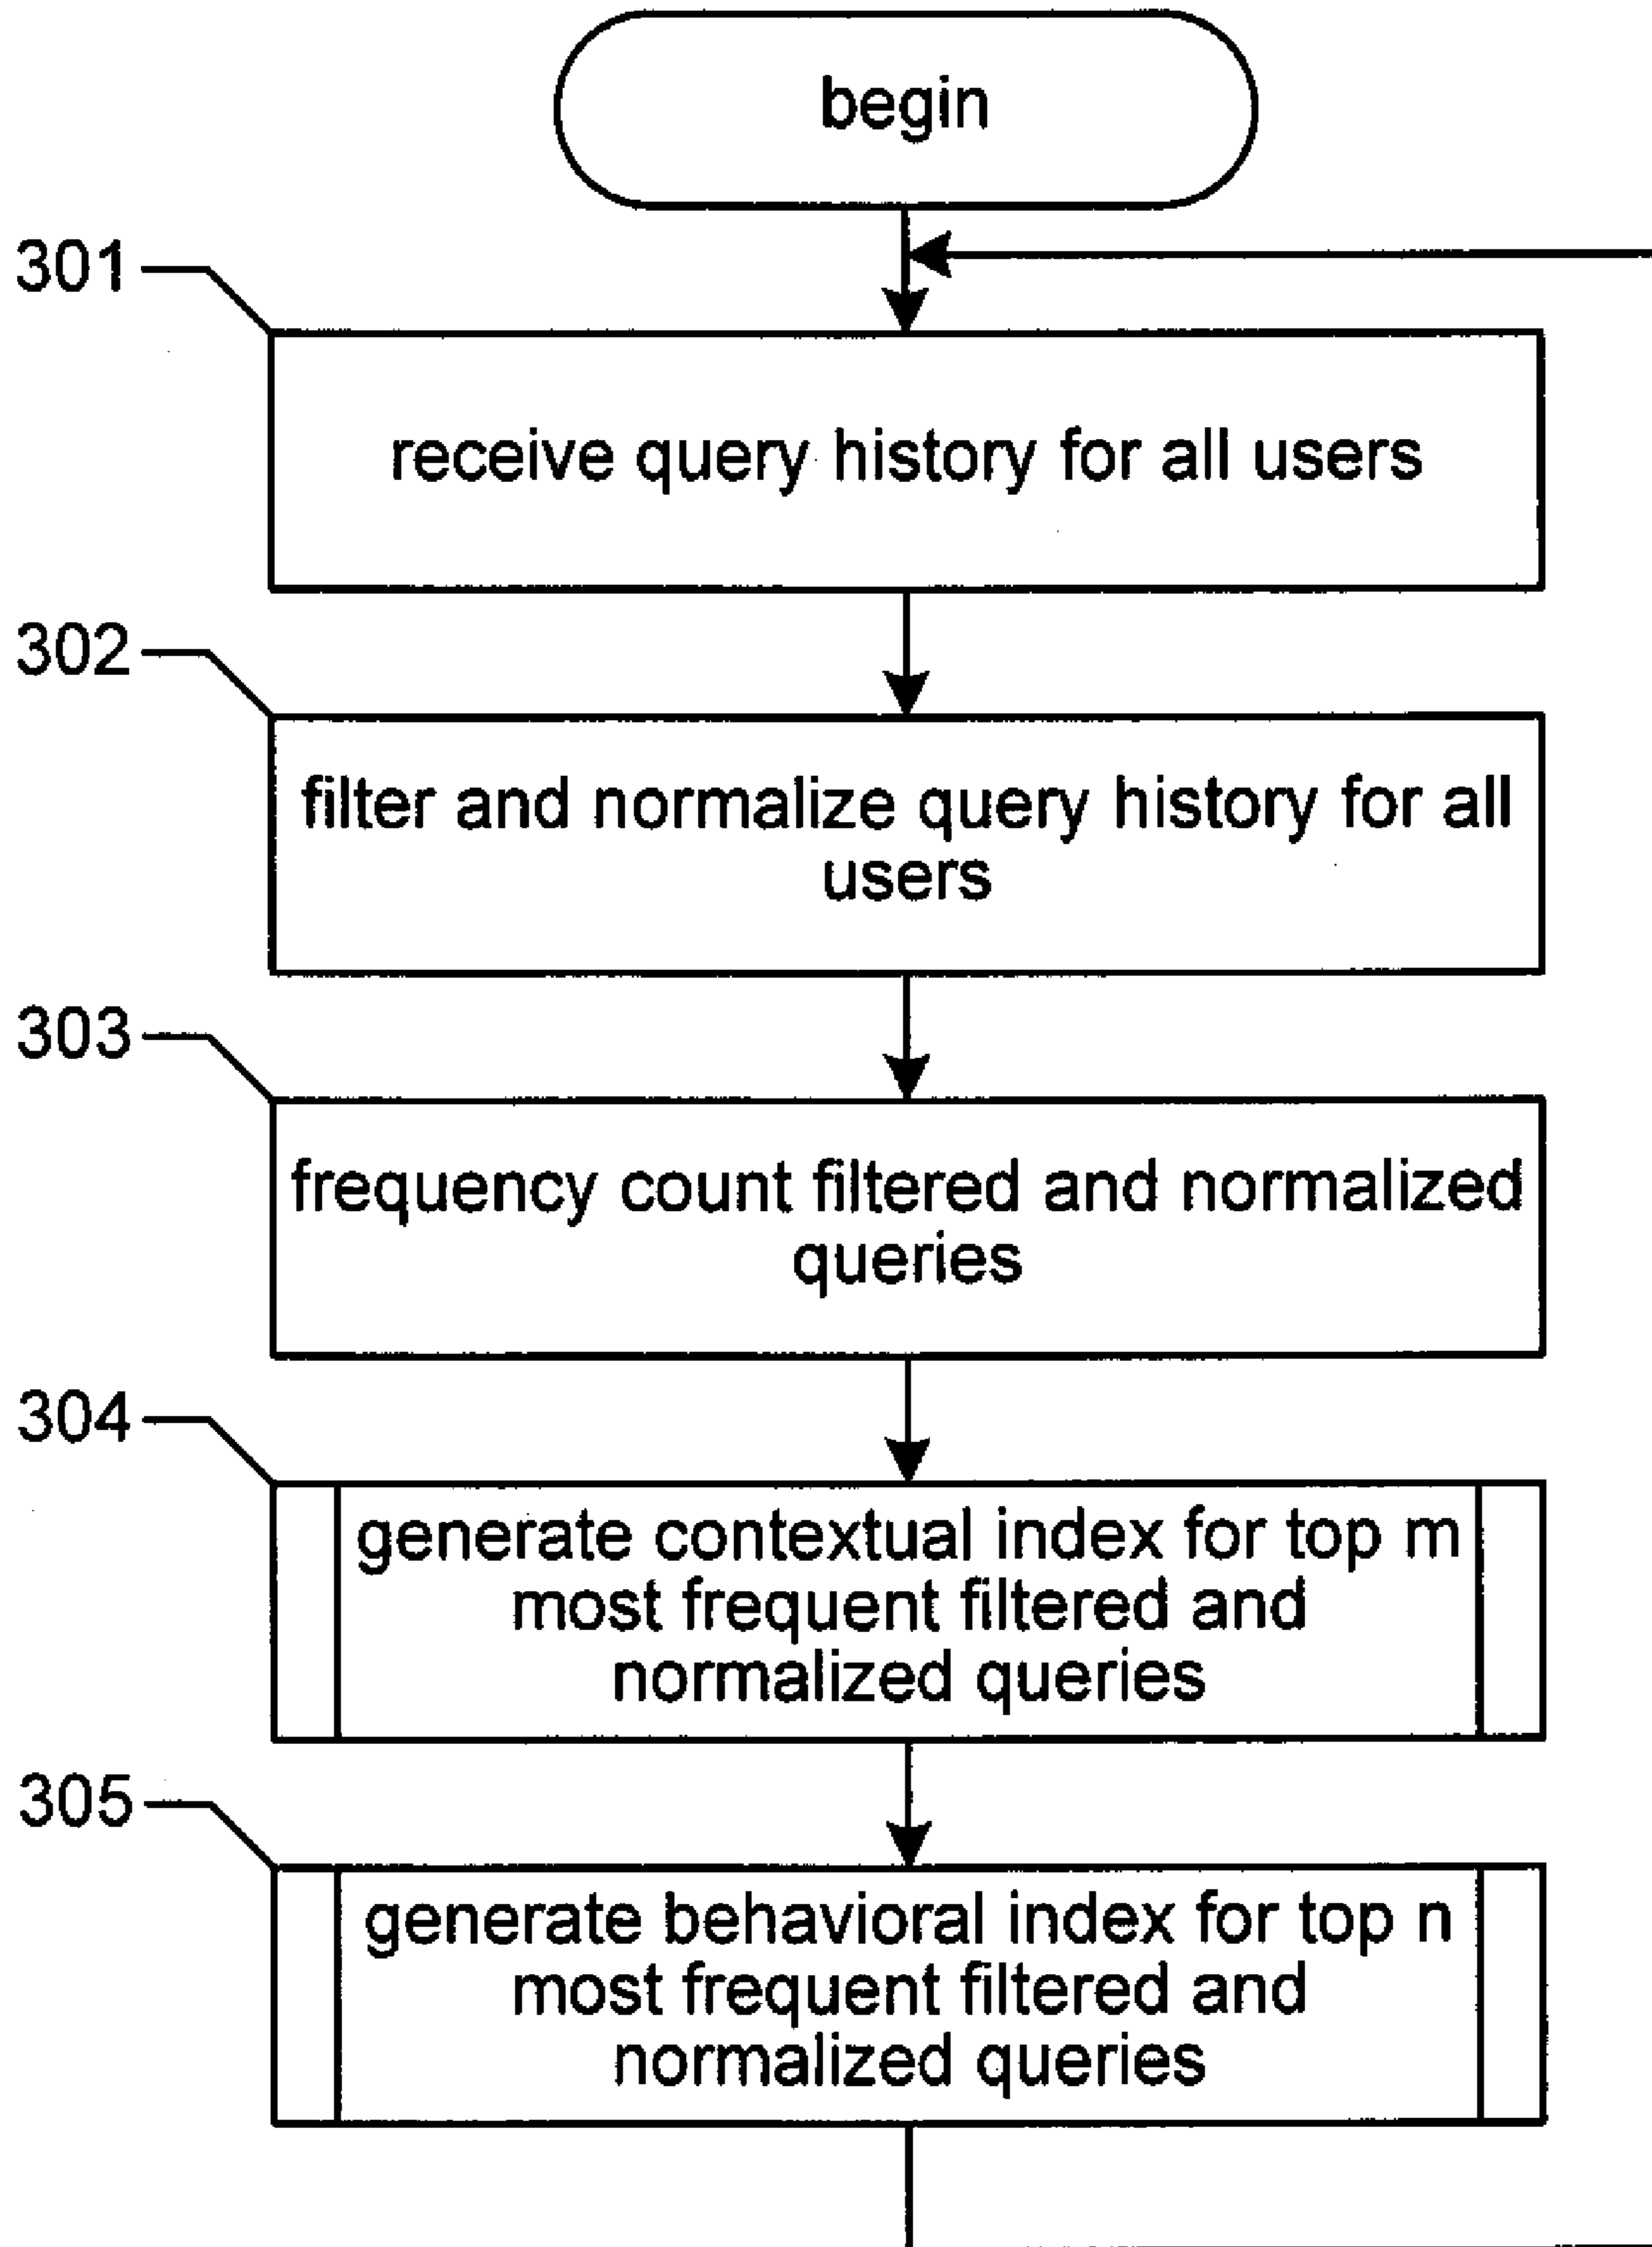 begin
301
receive query history for all users
302
filter and normalize query history for all
users
303
frequency count filtered and normalized
queries
304
generate contextual index for top m
most frequent filtered and
normalized queries
305
generate behavioral index for top n
most frequent filtered and
normalized queries